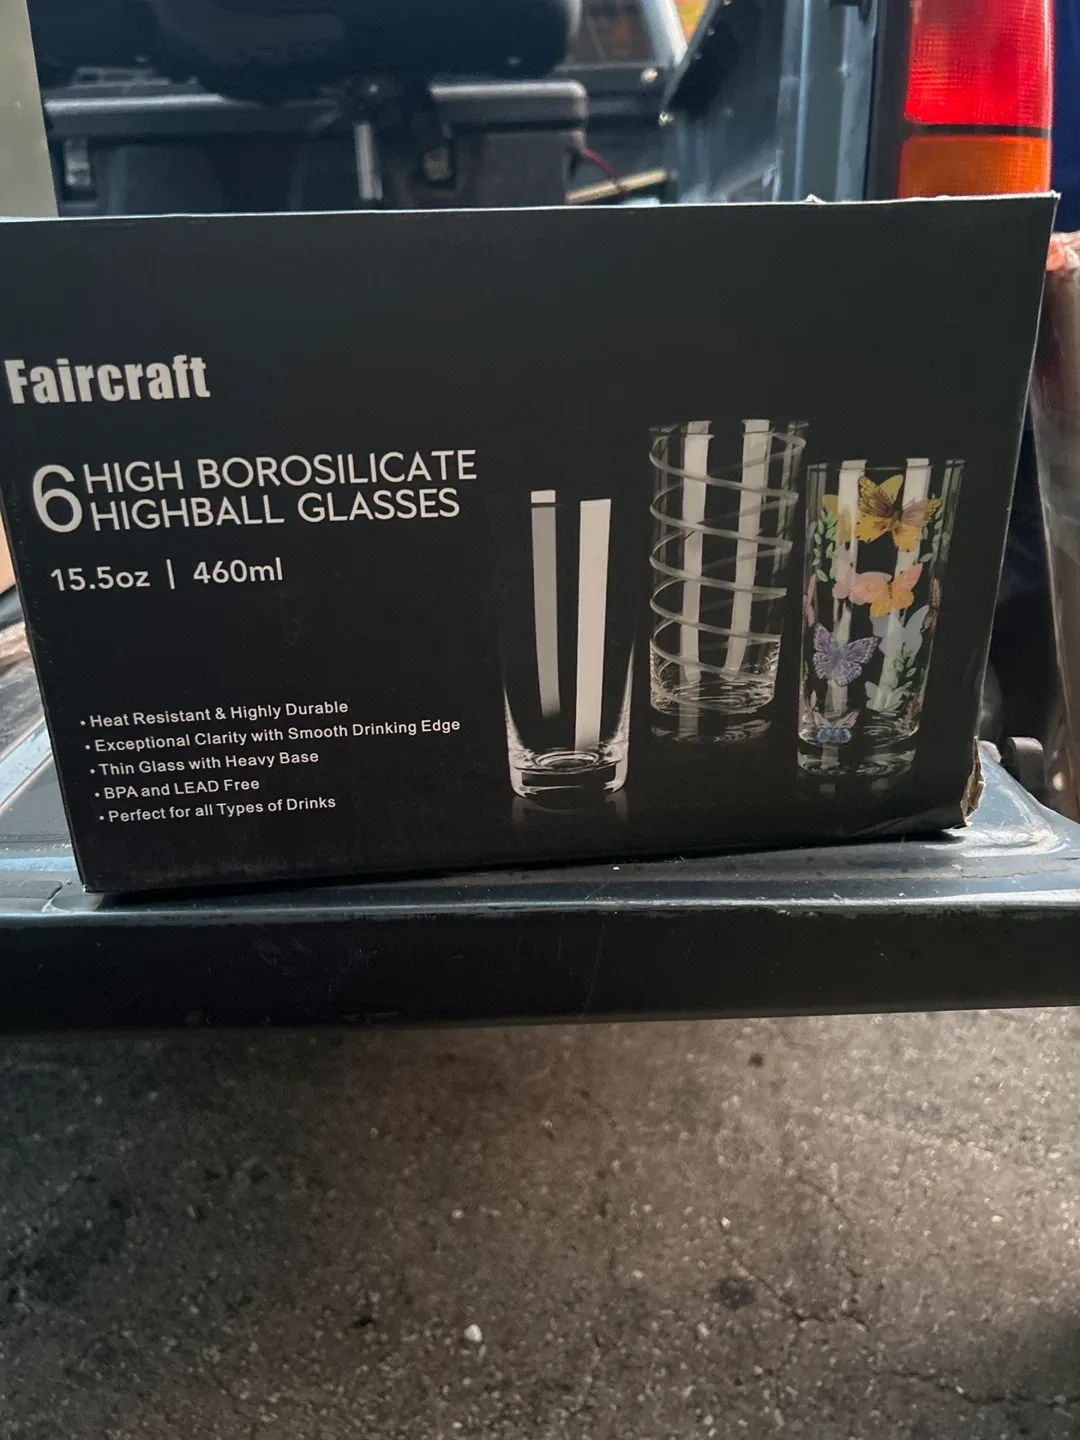 Faircraft
6 HIGH BOROSILICATE
HIGHBALL GLASSES
15.5oz | 460ml
• Heat Resistant & Highly Durable
• Exceptional Clarity with Smooth Drinking Edge
• Thin Glass with Heavy Base
• BPA and LEAD Free
• Perfect for all Types of Drinks